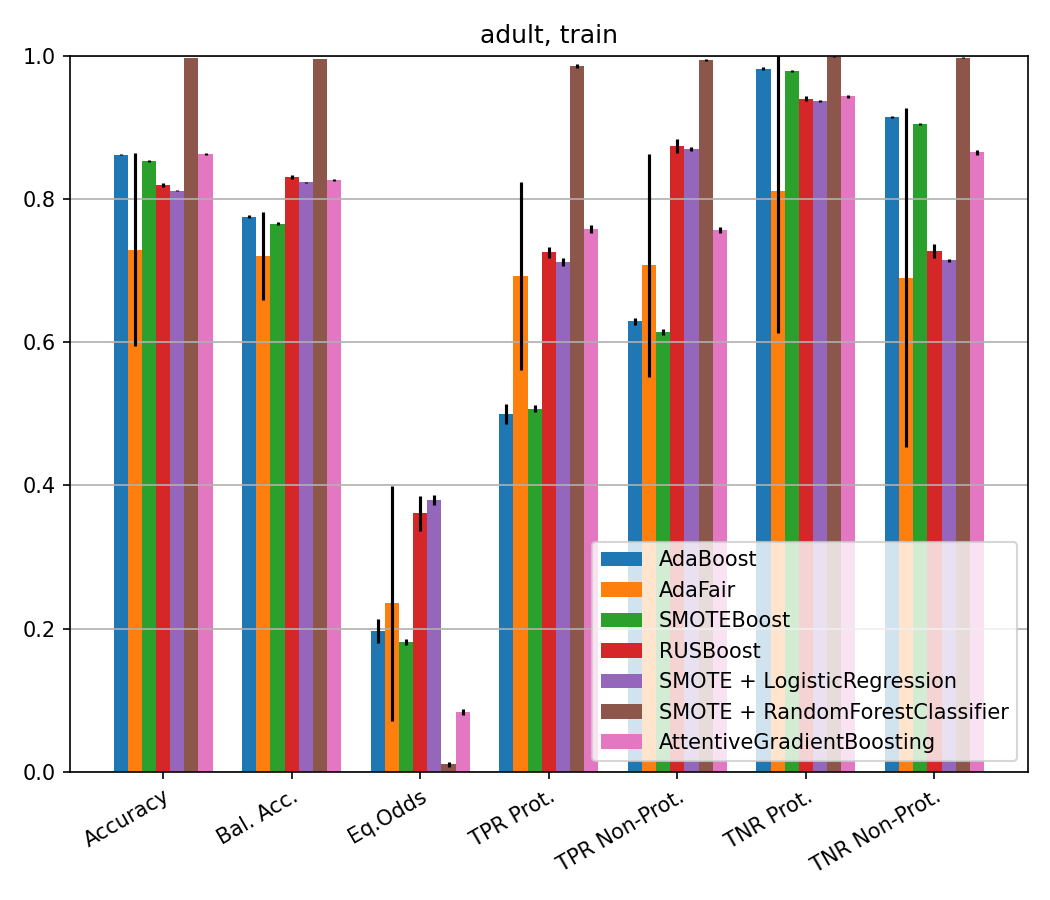 adult, train
1.0
0.8
0.6
0.4
0.2
0.0
AdaBoost
AdaFair
SMOTEBoost
RUSBoost
SMOTE + LogisticRegression
SMOTE + RandomForestClassifier
AttentiveGradientBoosting
Accuracy
Bal. Acc.
Eq.Odds
TPR Prot.
TPR Non-Prot.
TNR Prot.
TNR Non-Prot.